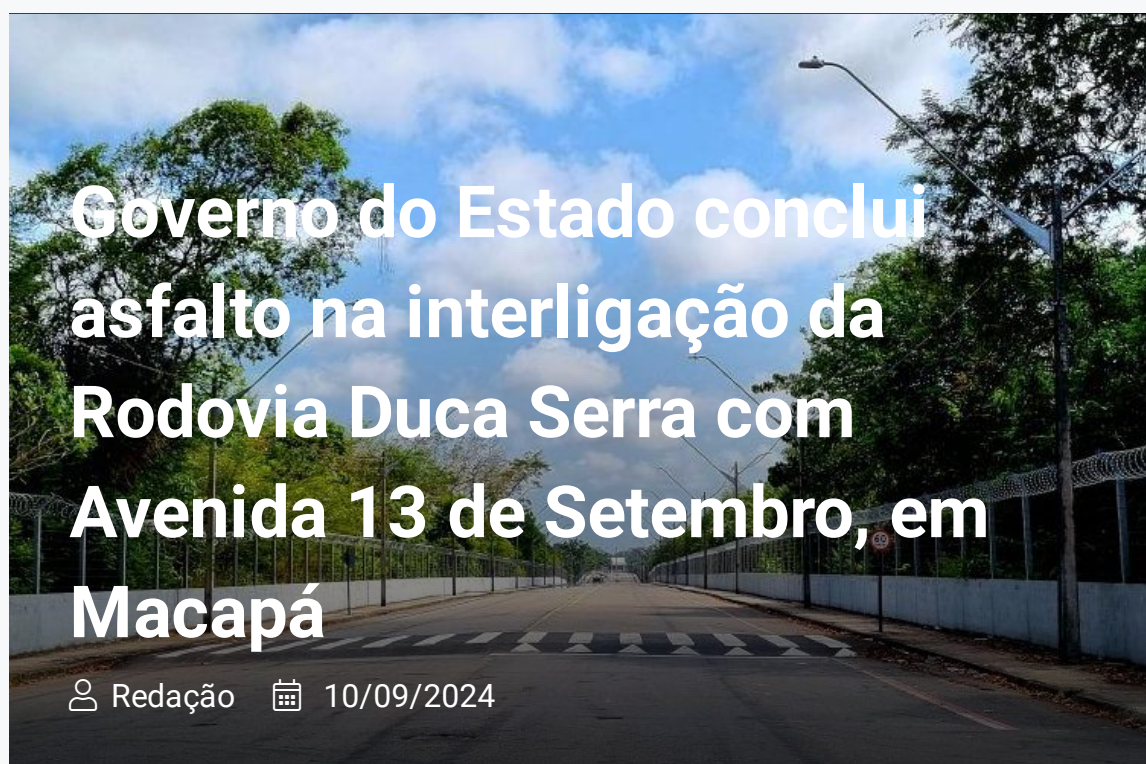 Governo do Estado conclui
asfalto na interligação da
Rodovia Duca Serra com
Avenida 13 de Setembro, em
Macapá
60
Redação 10/09/2024